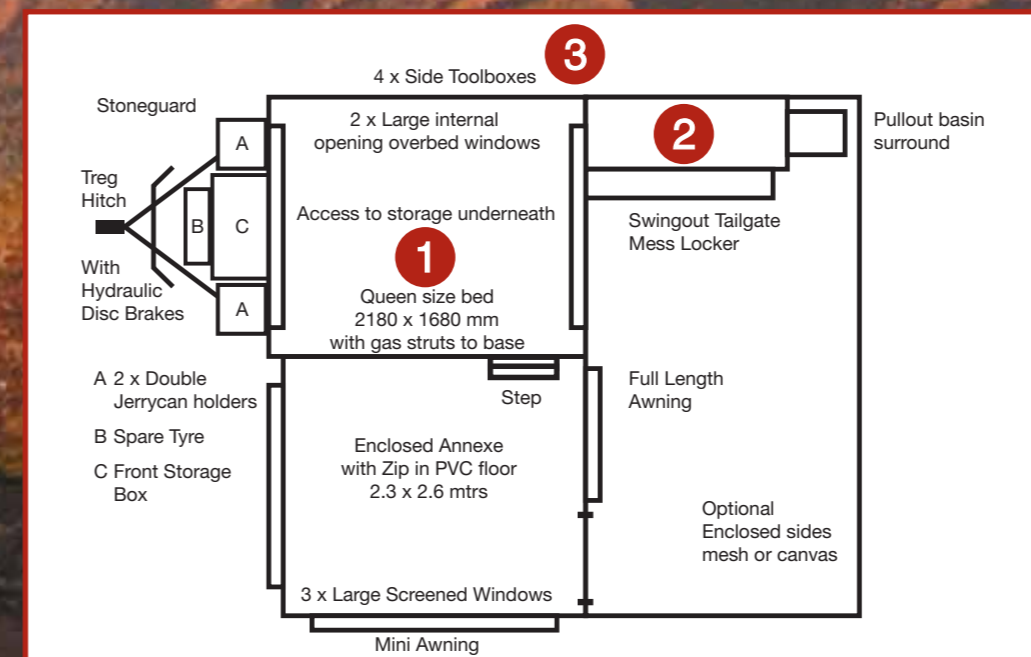 3
4 x Side Toolboxes
Stoneguard
A
2 x Large internal
opening overbed windows
2
Pullout basin
surround
Treg
Hitch
B
C
Access to storage underneath
1
Swingout Tailgate
Mess Locker
With
Hydraulic
Disc Brakes
A
Queen size bed
2180 x 1680 mm
with gas struts to base
A 2 x Double
Jerrycan holders
B Spare Tyre
C Front Storage
Box
Step
Full Length
Awning
Enclosed Annexe
with Zip in PVC floor
2.3 x 2.6 mtrs
Optional
Enclosed sides
mesh or canvas
3 x Large Screened Windows
Mini Awning